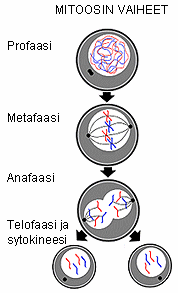 MITOOSIN VAIHEET
Profaasi
Metafaasi
Anafaasi
Telofaasi ja
sytokineesi